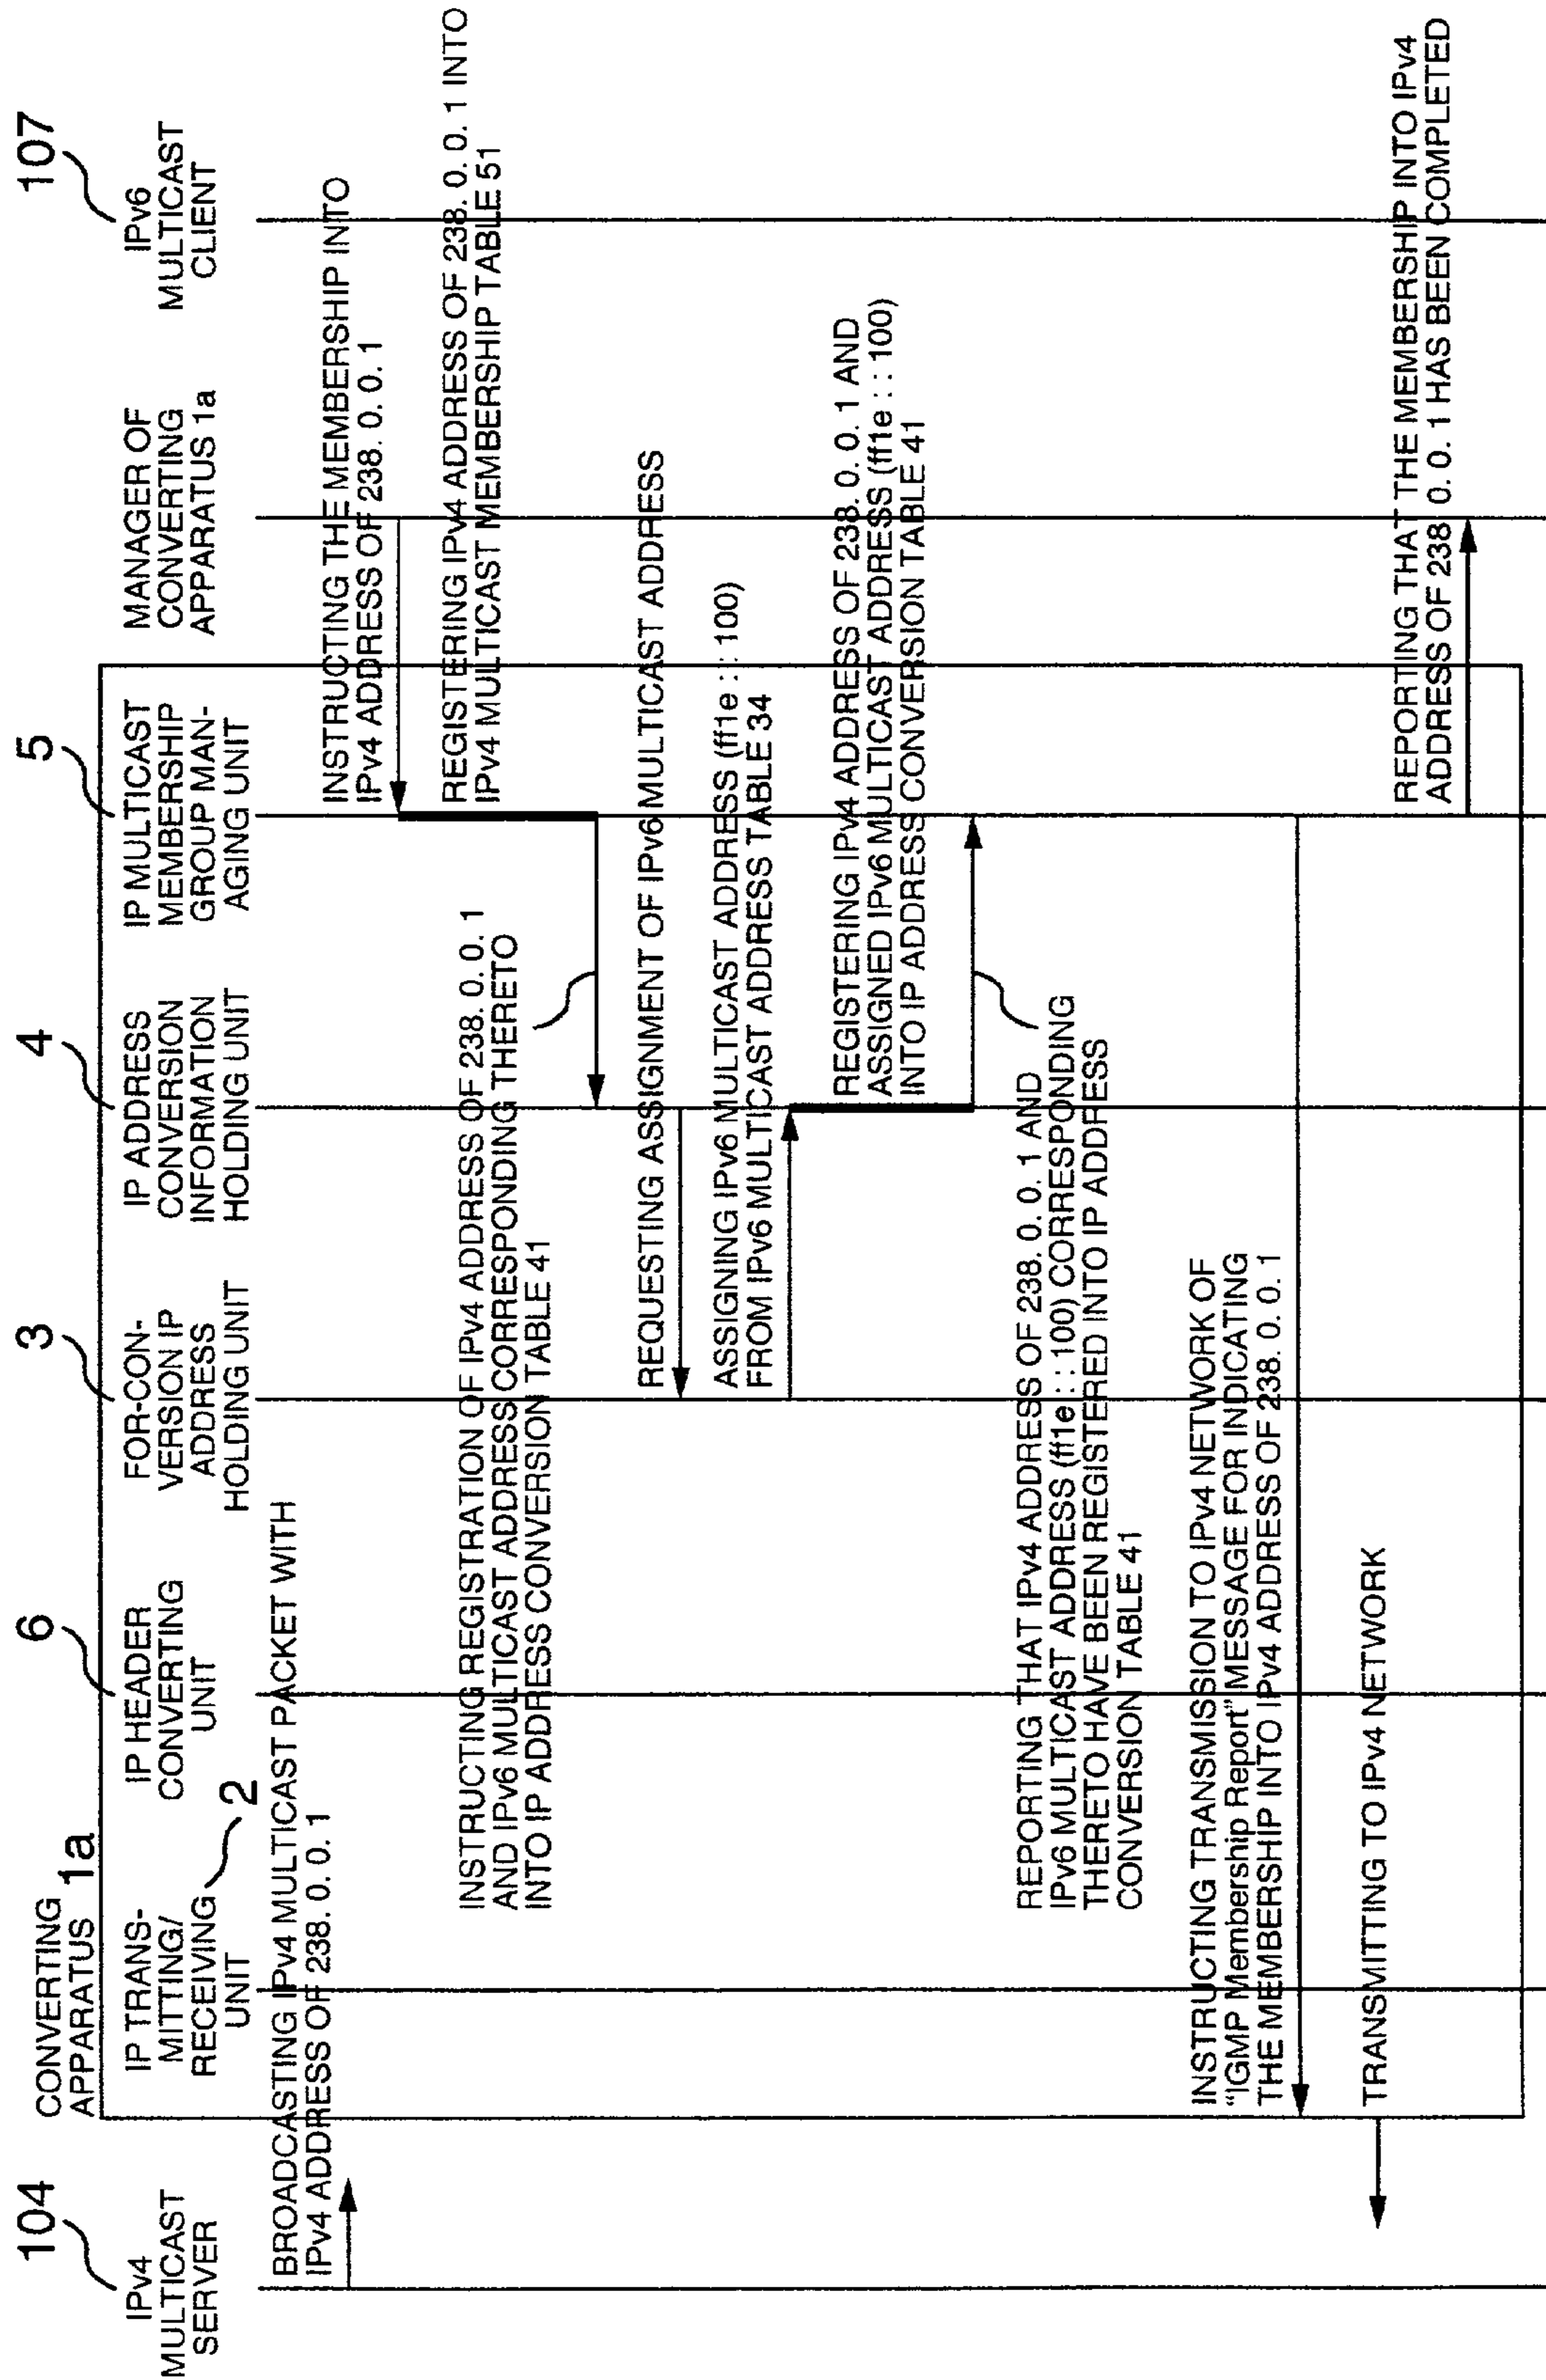 104
IPv4
MULTICAST
SERVER
CONVERTING
APPARATUS 1a
IP TRANS-
MITTING/
RECEIVING
UNIT
2
6
IP HEADER
CONVERTING
UNIT
3
FOR-CON-
VERSION IP
ADDRESS
HOLDING UNIT
4
IP ADDRESS
CONVERSION
INFORMATION
HOLDING UNIT
5
IP MULTICAST
MEMBERSHIP
GROUP MAN-
AGING UNIT
MANAGER OF
CONVERTING
APPARATUS 1a
107
IPv6
MULTICAST
CLIENT
BROADCASTING IPv4 MULTICAST PACKET WITH
IPv4 ADDRESS OF 238. 0. 0. 1
INSTRUCTING THE MEMBERSHIP INTO
IPv4 ADDRESS OF 238. 0. 0. 1
REGISTERING IPv4 ADDRESS OF 238. 0. 0. 1 INTO
IPv4 MULTICAST MEMBERSHIP TABLE 51
INSTRUCTING REGISTRATION OF IPv4 ADDRESS OF 238. 0. 0. 1
AND IPv6 MULTICAST ADDRESS CORRESPONDING THERETO
INTO IP ADDRESS CONVERSION TABLE 41
REQUESTING ASSIGNMENT OF IPv6 MULTICAST ADDRESS
ASSIGNING IPv6 MULTICAST ADDRESS (ff1e : : 100)
FROM IPv6 MULTICAST ADDRESS TABLE 34
REGISTERING IPv4 ADDRESS OF 238. 0. 0. 1 AND
ASSIGNED IPv6 MULTICAST ADDRESS (ff1e : : 100)
INTO IP ADDRESS CONVERSION TABLE 41
REPORTING THAT IPv4 ADDRESS OF 238. 0. 0. 1 AND
IPv6 MULTICAST ADDRESS (ff1e : : 100) CORRESPONDING
THERETO HAVE BEEN REGISTERED INTO IP ADDRESS
CONVERSION TABLE 41
INSTRUCTING TRANSMISSION TO IPv4 NETWORK OF
"IGMP Membership Report" MESSAGE FOR INDICATING
THE MEMBERSHIP INTO IPv4 ADDRESS OF 238. 0. 0. 1
TRANSMITTING TO IPv4 NETWORK
REPORTING THAT THE MEMBERSHIP INTO IPv4
ADDRESS OF 238 0. 0. 1 HAS BEEN COMPLETED